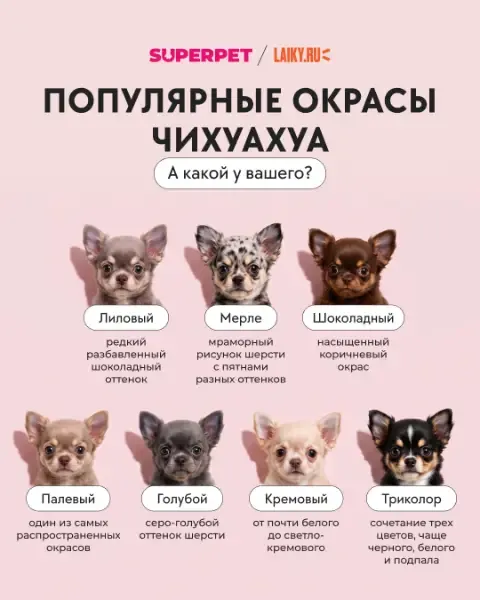 SUPERPET / LAIKY.RU
ПОПУЛЯРНЫЕ ОКРАСЫ
ЧИХУАХУА
А какой у вашего?
Лиловый
редкий
разбавленный
шоколадный
оттенок
Мерле
мраморный
рисунок шерсти
с пятнами
разных оттенков
Шоколадный
насыщенный
коричневый
окрас
Палевый
один из самых
распространенных
окрасов
Голубой
серо-голубой
оттенок шерсти
Кремовый
от почти белого
до светло-
кремового
Триколор
сочетание трех
цветов, чаще
черного, белого
и подпала